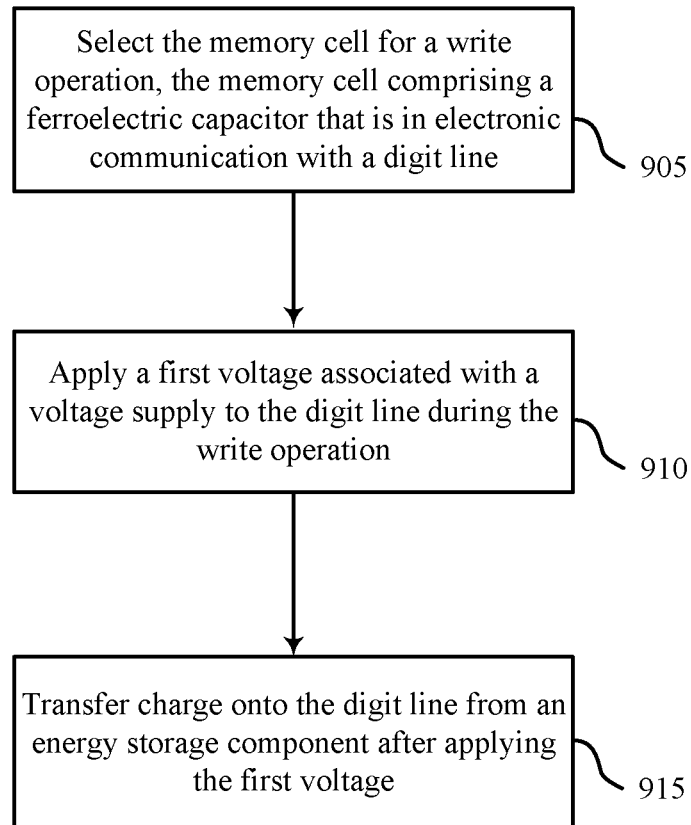 Select the memory cell for a write
operation, the memory cell comprising a
ferroelectric capacitor that is in electronic
communication with a digit line
905
Apply a first voltage associated with a
voltage supply to the digit line during the
write operation
910
Transfer charge onto the digit line from an
energy storage component after applying
the first voltage
915